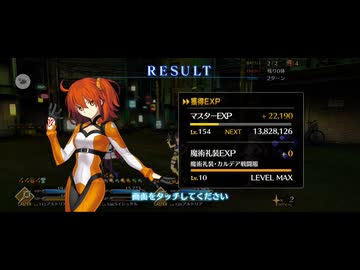 RESULT
BATTLE 2/2
残り0体
2ターン
獲得EXP
マスターEXP + 22,190
Lv.154 NEXT 13,828,126
魔術礼装EXP + 0
魔術礼装・カルデア戦闘服
Lv.10 LEVEL MAX
画面をタッチしてください